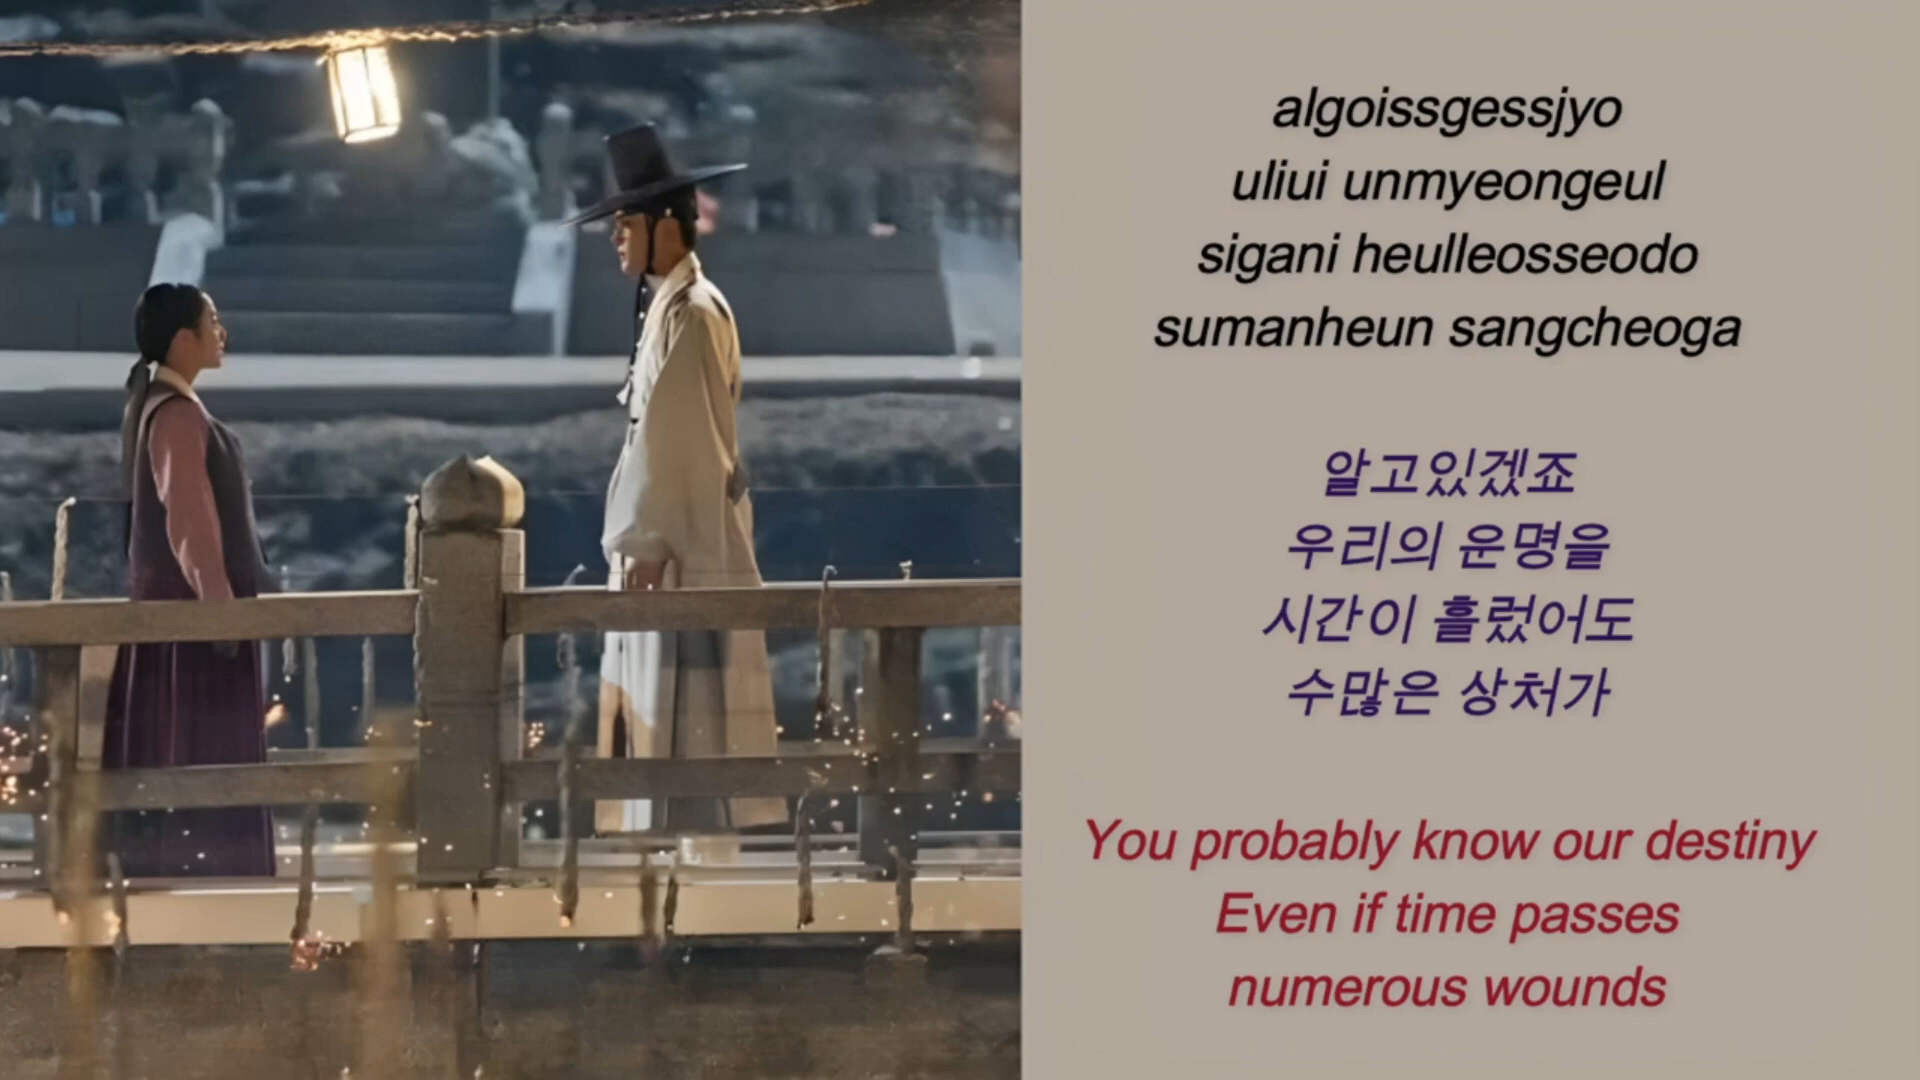 algoissgessjyo
uliui unmyeongeul
sigani heulleosseodo
sumanheun sangcheoga
알고있겠죠
우리의 운명을
시간이 흘렀어도
수많은 상처가
You probably know our destiny
Even if time passes
numerous wounds